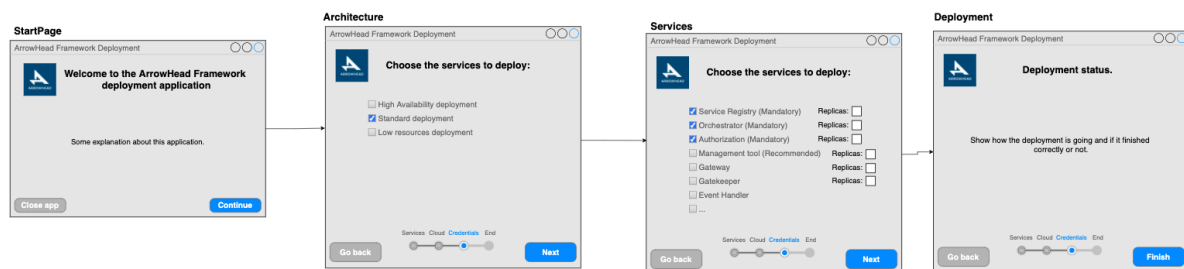 StartPage
ArrowHead Framework Deployment
ARROWHEAD
Welcome to the ArrowHead Framework
deployment application
Some explanation about this application.
Close app
Continue
Architecture
ArrowHead Framework Deployment
ARROWHEAD
Choose the services to deploy:
High Availability deployment
Standard deployment
Low resources deployment
Services Cloud Credentials End
Go back
Next
Services
ArrowHead Framework Deployment
ARROWHEAD
Choose the services to deploy:
Service Registry (Mandatory) Replicas:
Orchestrator (Mandatory) Replicas:
Authorization (Mandatory) Replicas:
Management tool (Recommended) Replicas:
Gateway Replicas:
Gatekeeper Replicas:
Event Handler
...
Services Cloud Credentials End
Go back
Next
Deployment
ArrowHead Framework Deployment
ARROWHEAD
Deployment status.
Show how the deployment is going and if it finished
correctly or not.
Services Cloud Credentials End
Go back
Finish